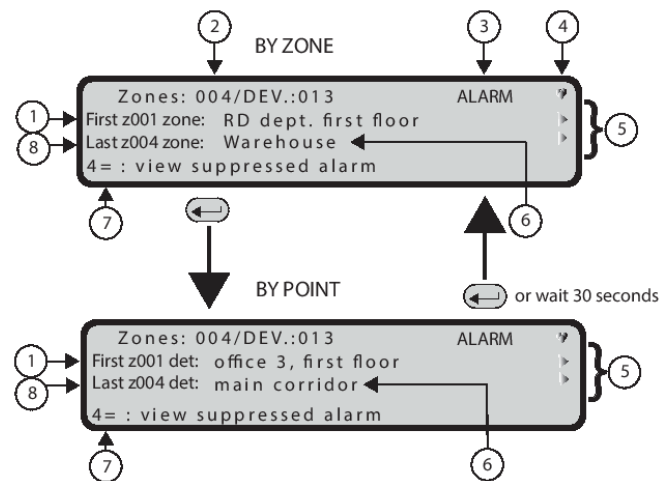 2
BY ZONE
3
4
Zones: 004/DEV.:013 ALARM
1
First z001 zone: RD dept. first floor
5
8
Last z004 zone: Warehouse
4= : view suppressed alarm
7
6
BY POINT
or wait 30 seconds
Zones: 004/DEV.:013 ALARM
1
First z001 det: office 3, first floor
5
8
Last z004 det: main corridor
4= : view suppressed alarm
7
6